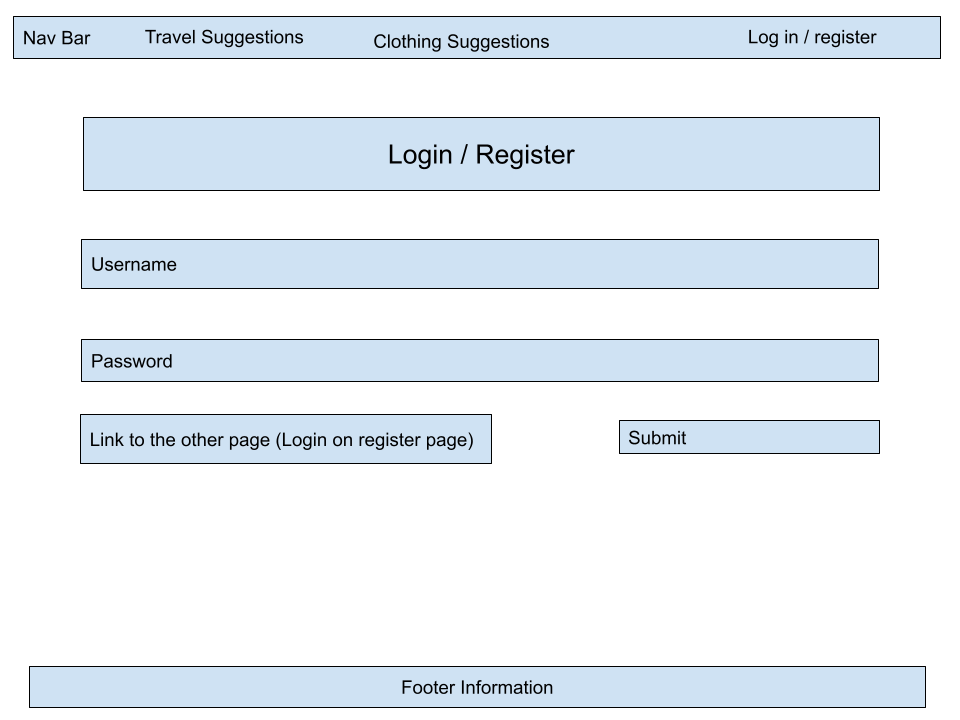 Nav Bar Travel Suggestions Clothing Suggestions Log in / register
Login / Register
Username
Password
Link to the other page (Login on register page) Submit
Footer Information